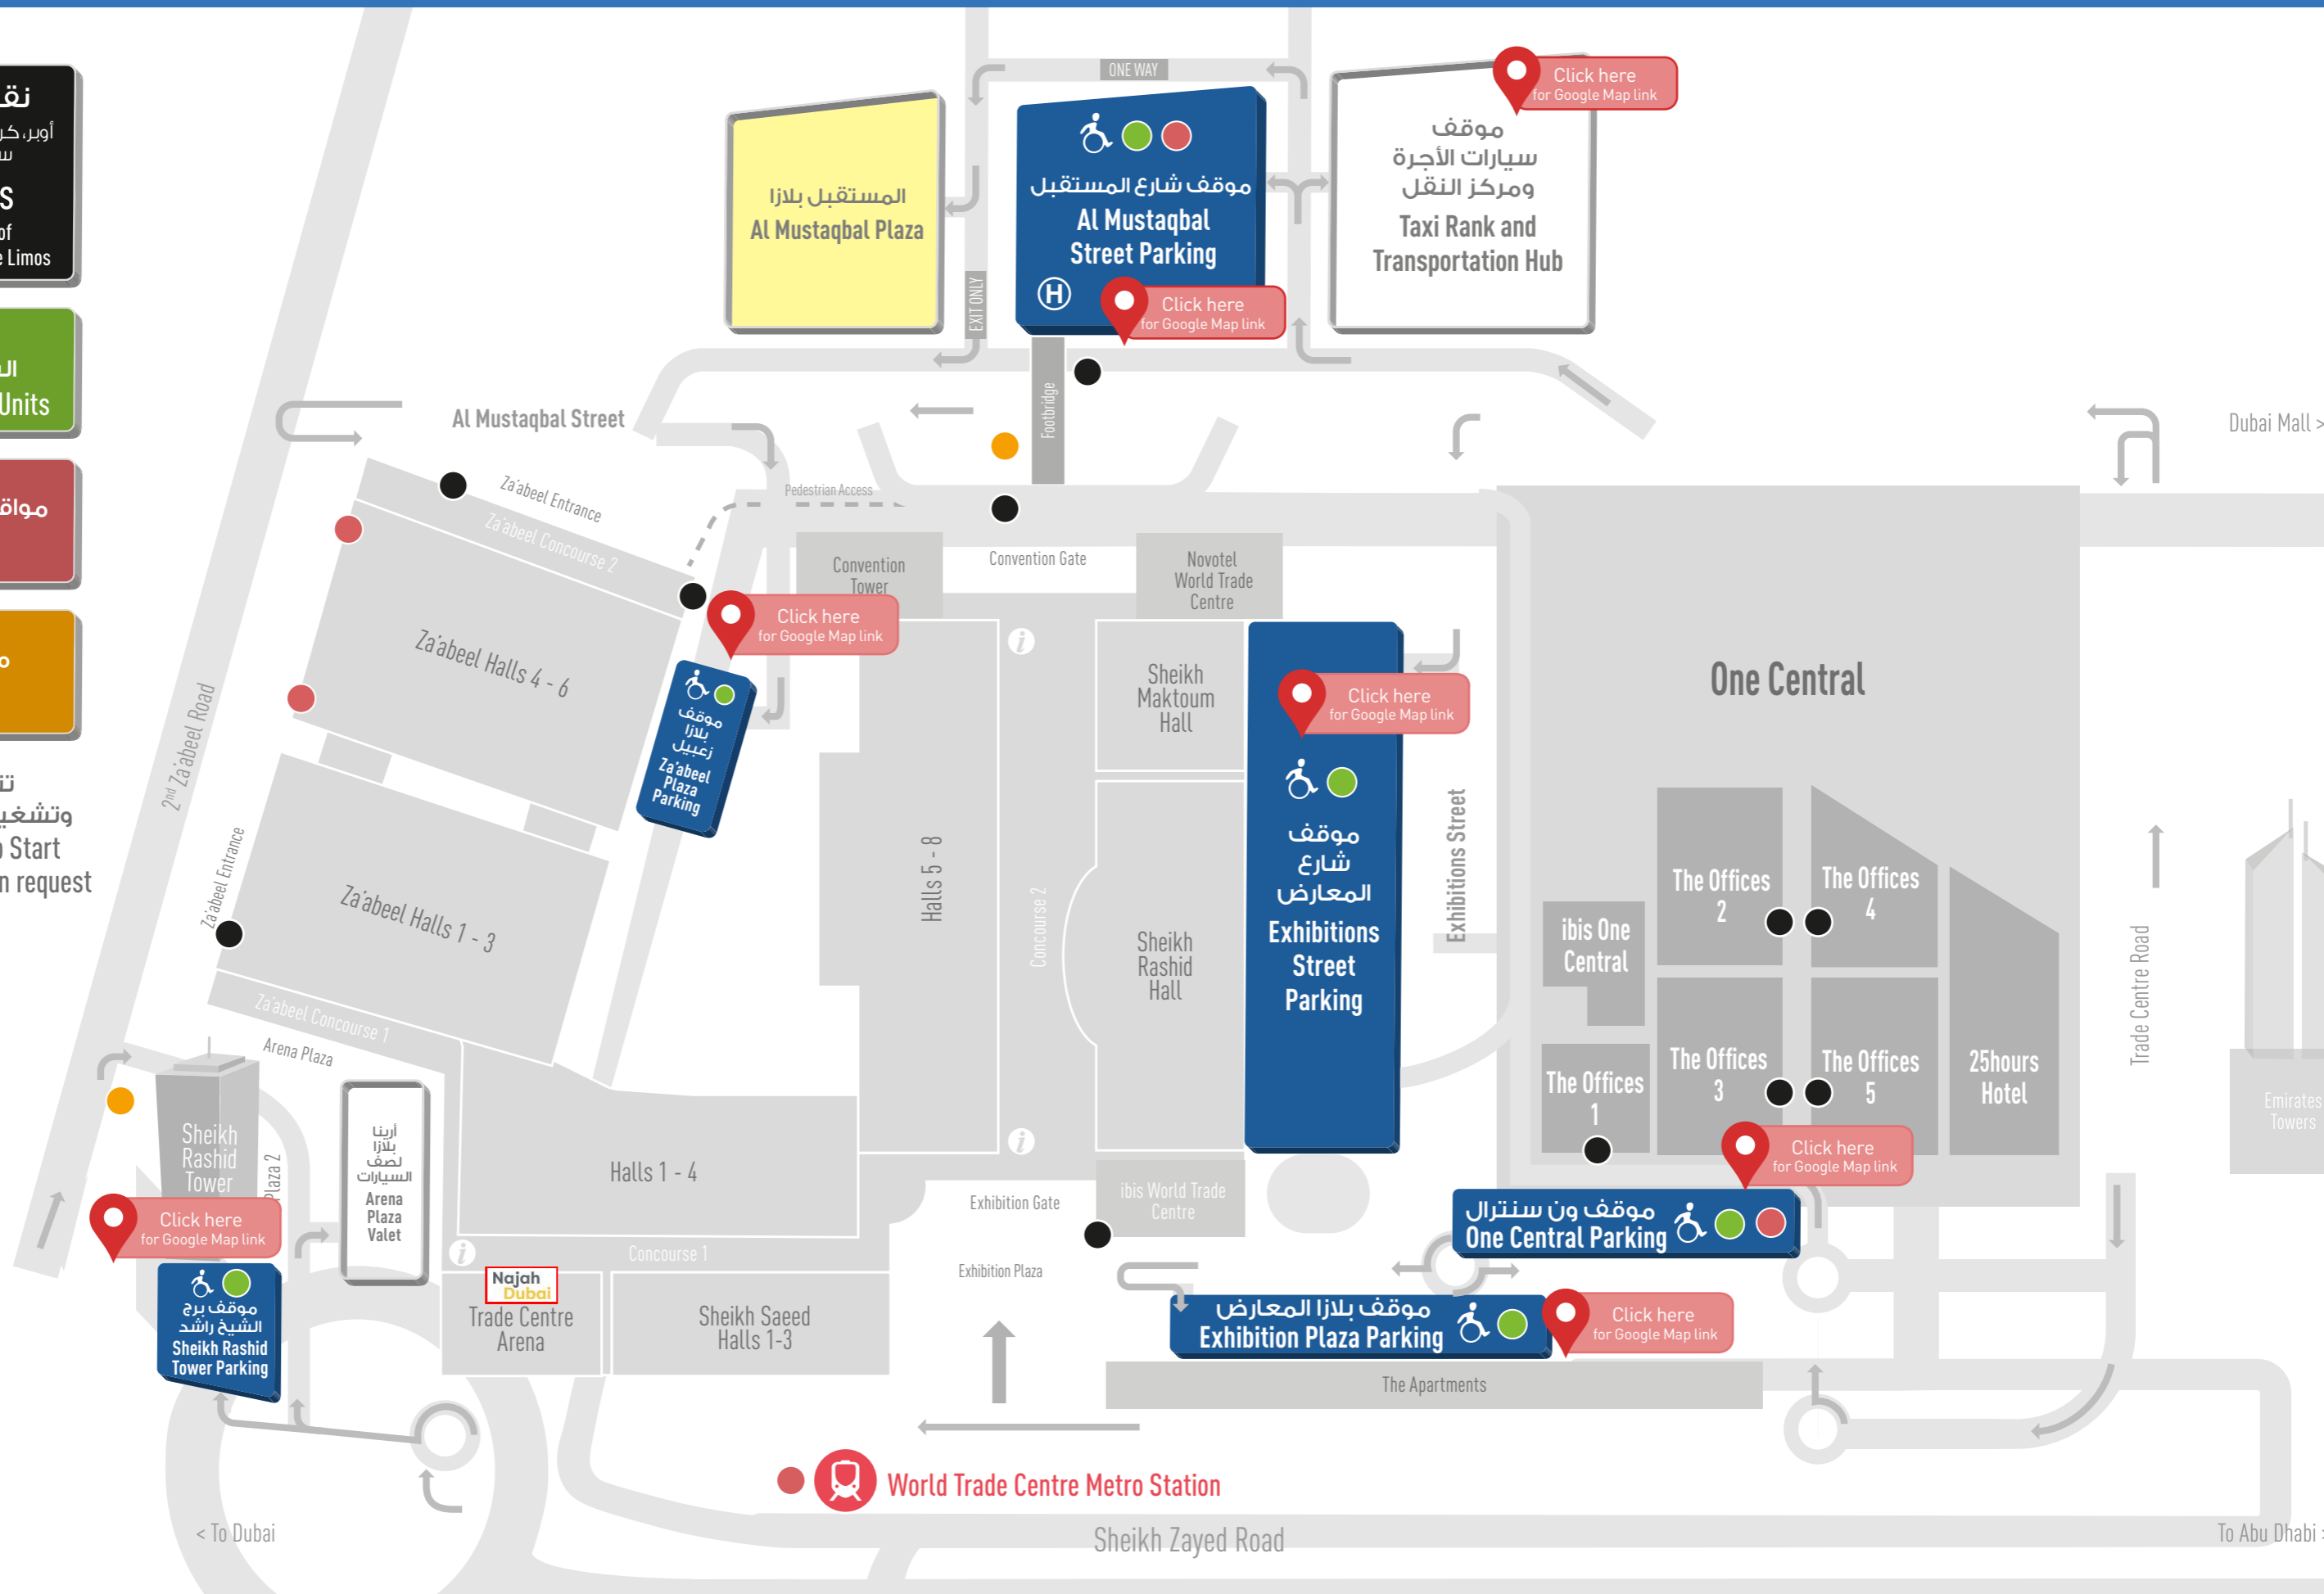 أوبر، كر
of
e Limos
Units
مواق
وتشغي
o Start
n request
ONE WAY
Click here
for Google Map link
المستقبل بلازا
Al Mustaqbal Plaza
موقف شارع المستقبل
Al Mustaqbal
Street Parking
H
Click here
for Google Map link
موقف
سيارات الأجرة
ومركز النقل
Taxi Rank and
Transportation Hub
EXIT ONLY
Footbridge
Al Mustaqbal Street
Dubai Mall >
Za'abeel Entrance
Za'abeel Concourse 2
Pedestrian Access
Convention
Tower
Convention Gate
Novotel
World Trade
Centre
Click here
for Google Map link
Za'abeel Halls 4 - 6
موقف
بلازا
زعبيل
Za'abeel
Plaza
Parking
2nd Za'abeel Road
Sheikh
Maktoum
Hall
Click here
for Google Map link
One Central
موقف
شارع
المعارض
Exhibitions
Street
Parking
Exhibitions Street
Halls 5 - 8
Concourse 2
Sheikh
Rashid
Hall
Za'abeel Entrance
Za'abeel Halls 1 - 3
Za'abeel Concourse 1
Arena Plaza
The Offices
2
The Offices
4
ibis One
Central
The Offices
1
The Offices
3
The Offices
5
25hours
Hotel
Trade Centre Road
Emirates
Towers
Sheikh
Rashid
Tower
Plaza 2
أرينا
بلازا
لصف
السيارات
Arena
Plaza
Valet
Halls 1 - 4
Exhibition Gate
ibis World Trade
Centre
Click here
for Google Map link
موقف ون سنترال
One Central Parking
Click here
for Google Map link
Concourse 1
Exhibition Plaza
موقف برج
الشيخ راشد
Sheikh Rashid
Tower Parking
Najah
Dubai
Trade Centre
Arena
Sheikh Saeed
Halls 1-3
موقف بلازا المعارض
Exhibition Plaza Parking
Click here
for Google Map link
The Apartments
World Trade Centre Metro Station
< To Dubai
Sheikh Zayed Road
To Abu Dhabi >